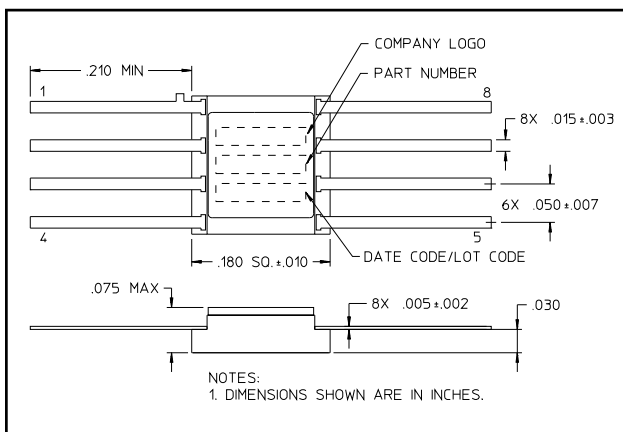 COMPANY LOGO
.210 MIN
PART NUMBER
1
8
8X .015±.003
6X .050±.007
4
5
DATE CODE/LOT CODE
.180 SQ.±.010
.075 MAX
8X .005±.002
.030
NOTES:
1. DIMENSIONS SHOWN ARE IN INCHES.